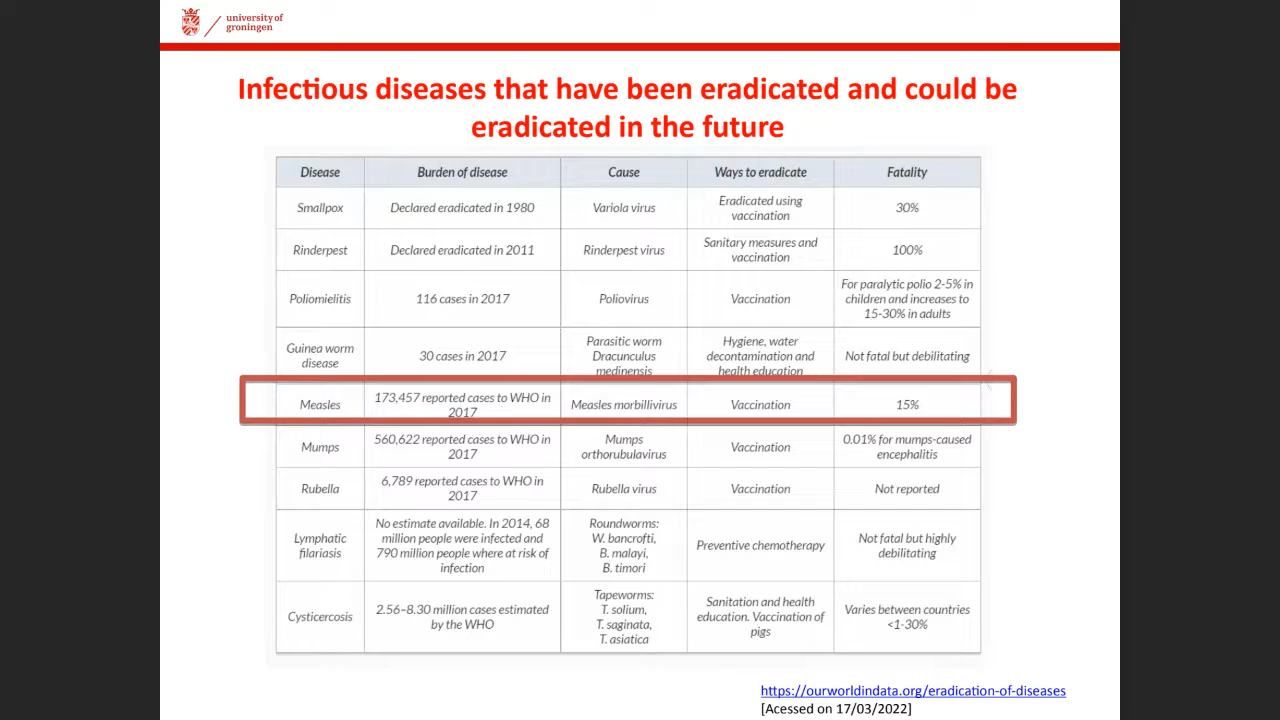 university of
groningen
Infectious diseases that have been eradicated and could be
eradicated in the future
Disease Burden of disease Cause Ways to eradicate Fatality
Smallpox
Declared eradicated in 1980
Variola virus
Eradicated using
vaccination
30%
Rinderpest
Declared eradicated in 2011
Rinderpest virus
Sanitary measures and
vaccination
100%
Poliomielitis
116 cases in 2017
Poliovirus
Vaccination
For paralytic polio 2-5% in
children and increases to
15-30% in adults
Guinea worm
disease
30 cases in 2017
Parasitic worm
Dracunculus
medinensis
Hygiene, water
decontamination and
health education
Not fatal but debilitating
Measles
173,457 reported cases to WHO in
2017
Measles morbillivirus
Vaccination
15%
Mumps
560,622 reported cases to WHO in
2017
Mumps
orthorubulavirus
Vaccination
0.01% for mumps-caused
encephalitis
Rubella
6,789 reported cases to WHO in
2017
Rubella virus
Vaccination
Not reported
Lymphatic
filariasis
No estimate available. In 2014, 68
million people were infected and
790 million people where at risk of
infection
Roundworms:
W. bancrofti,
B. malayi,
B. timori
Preventive chemotherapy
Not fatal but highly
debilitating
Cysticercosis
2.56–8.30 million cases estimated
by the WHO
Tapeworms:
T. solium,
T. saginata,
T. asiatica
Sanitation and health
education. Vaccination of
pigs
Varies between countries
<1-30%
https://ourworldindata.org/eradication-of-diseases
[Acessed on 17/03/2022]